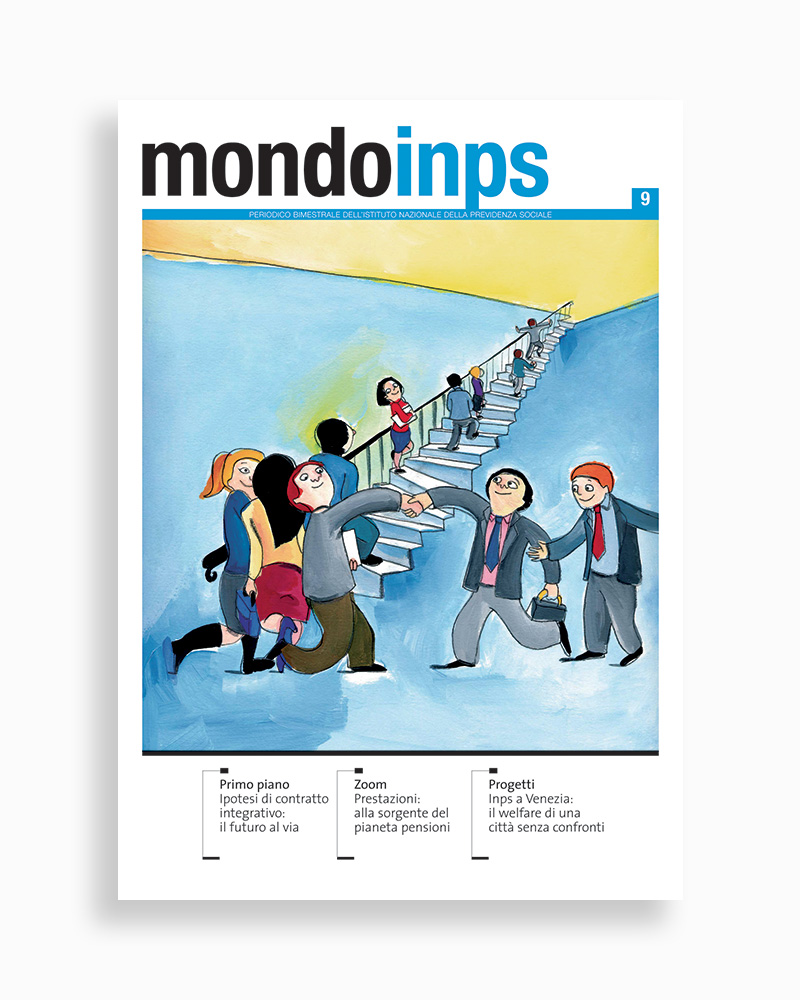 mondoinps
9
PERIODICO BIMESTRALE DELL'ISTITUTO NAZIONALE DELLA PREVIDENZA SOCIALE
Primo piano
Ipotesi di contratto
integrativo:
il futuro al via
Zoom
Prestazioni:
alla sorgente del
pianeta pensioni
Progetti
Inps a Venezia:
il welfare di una
città senza confronti